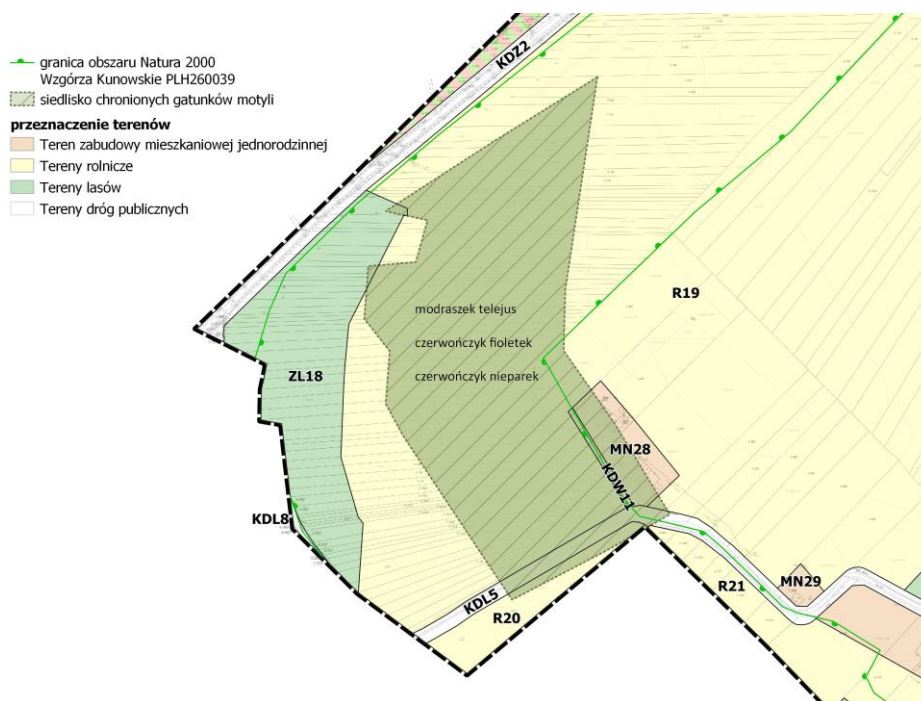 granica obszaru Natura 2000
Wzgórza Kunowskie PLH260039
siedlisko chronionych gatunków motyli
przeznaczenie terenów
Teren zabudowy mieszkaniowej jednorodzinnej
Tereny rolnicze
Tereny lasów
Tereny dróg publicznych
KDZ2
R19
modraszek telejus
czerwończyk fioletek
czerwończyk nieparek
ZL18
MN28
KDW11
KDL8
MN29
R21
KDL5
R20